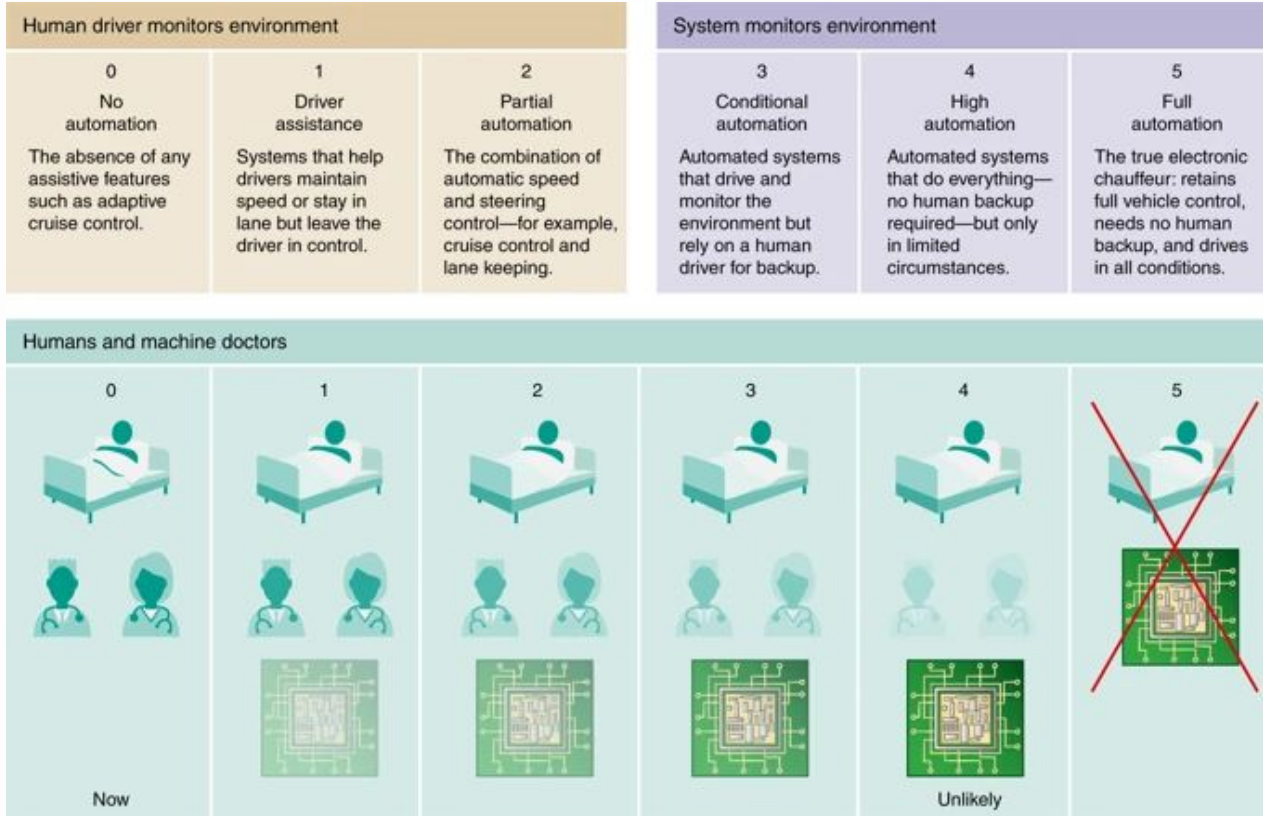 Human driver monitors environment
0
No
automation
The absence of any
assistive features
such as adaptive
cruise control.
1
Driver
assistance
Systems that help
drivers maintain
speed or stay in
lane but leave the
driver in control.
2
Partial
automation
The combination of
automatic speed
and steering
control—for example,
cruise control and
lane keeping.
System monitors environment
3
Conditional
automation
Automated systems
that drive and
monitor the
environment but
rely on a human
driver for backup.
4
High
automation
Automated systems
that do everything—
no human backup
required—but only
in limited
circumstances.
5
Full
automation
The true electronic
chauffeur: retains
full vehicle control,
needs no human
backup, and drives
in all conditions.
Humans and machine doctors
0
1
2
3
4
5
Now
Unlikely